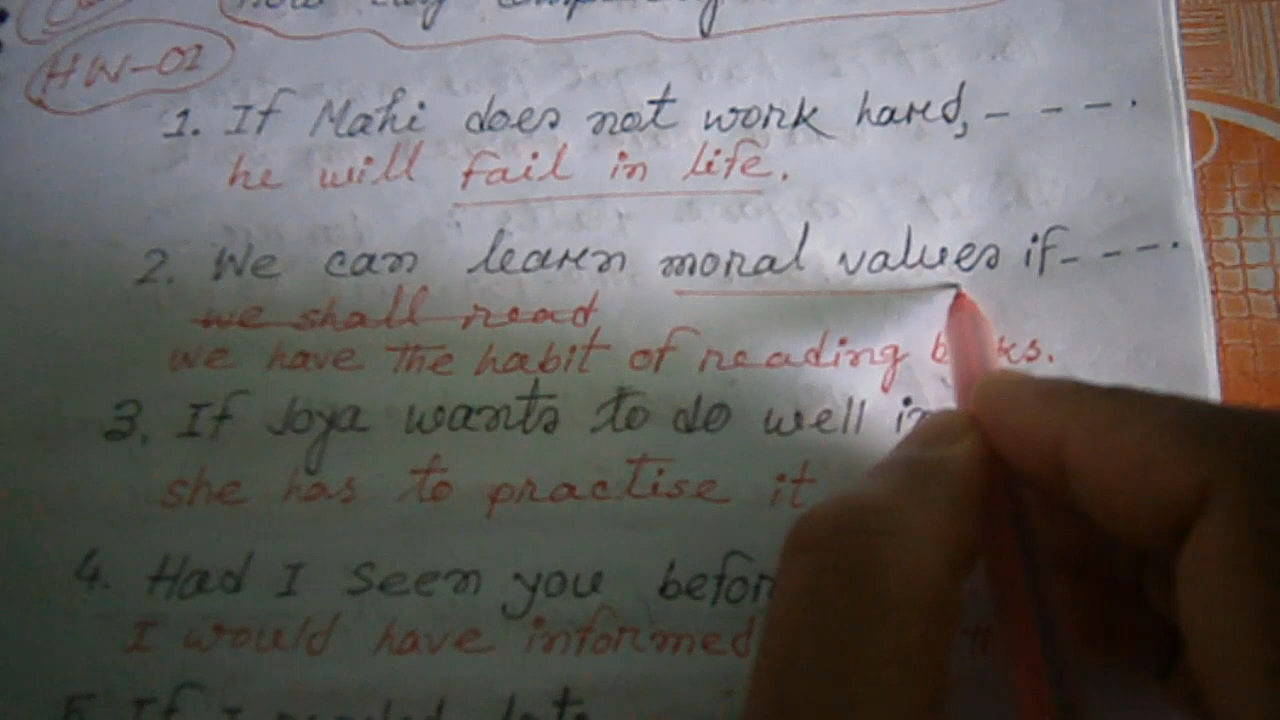 HW-01
1. If Mahi does not work hard, - - - .
he will fail in life.
2. We can learn moral values if - - - .
we shall read
we have the habit of reading
3. If Joya wants to do well
she has to practise it
4. Had I seen you
I would have informed
5. If I